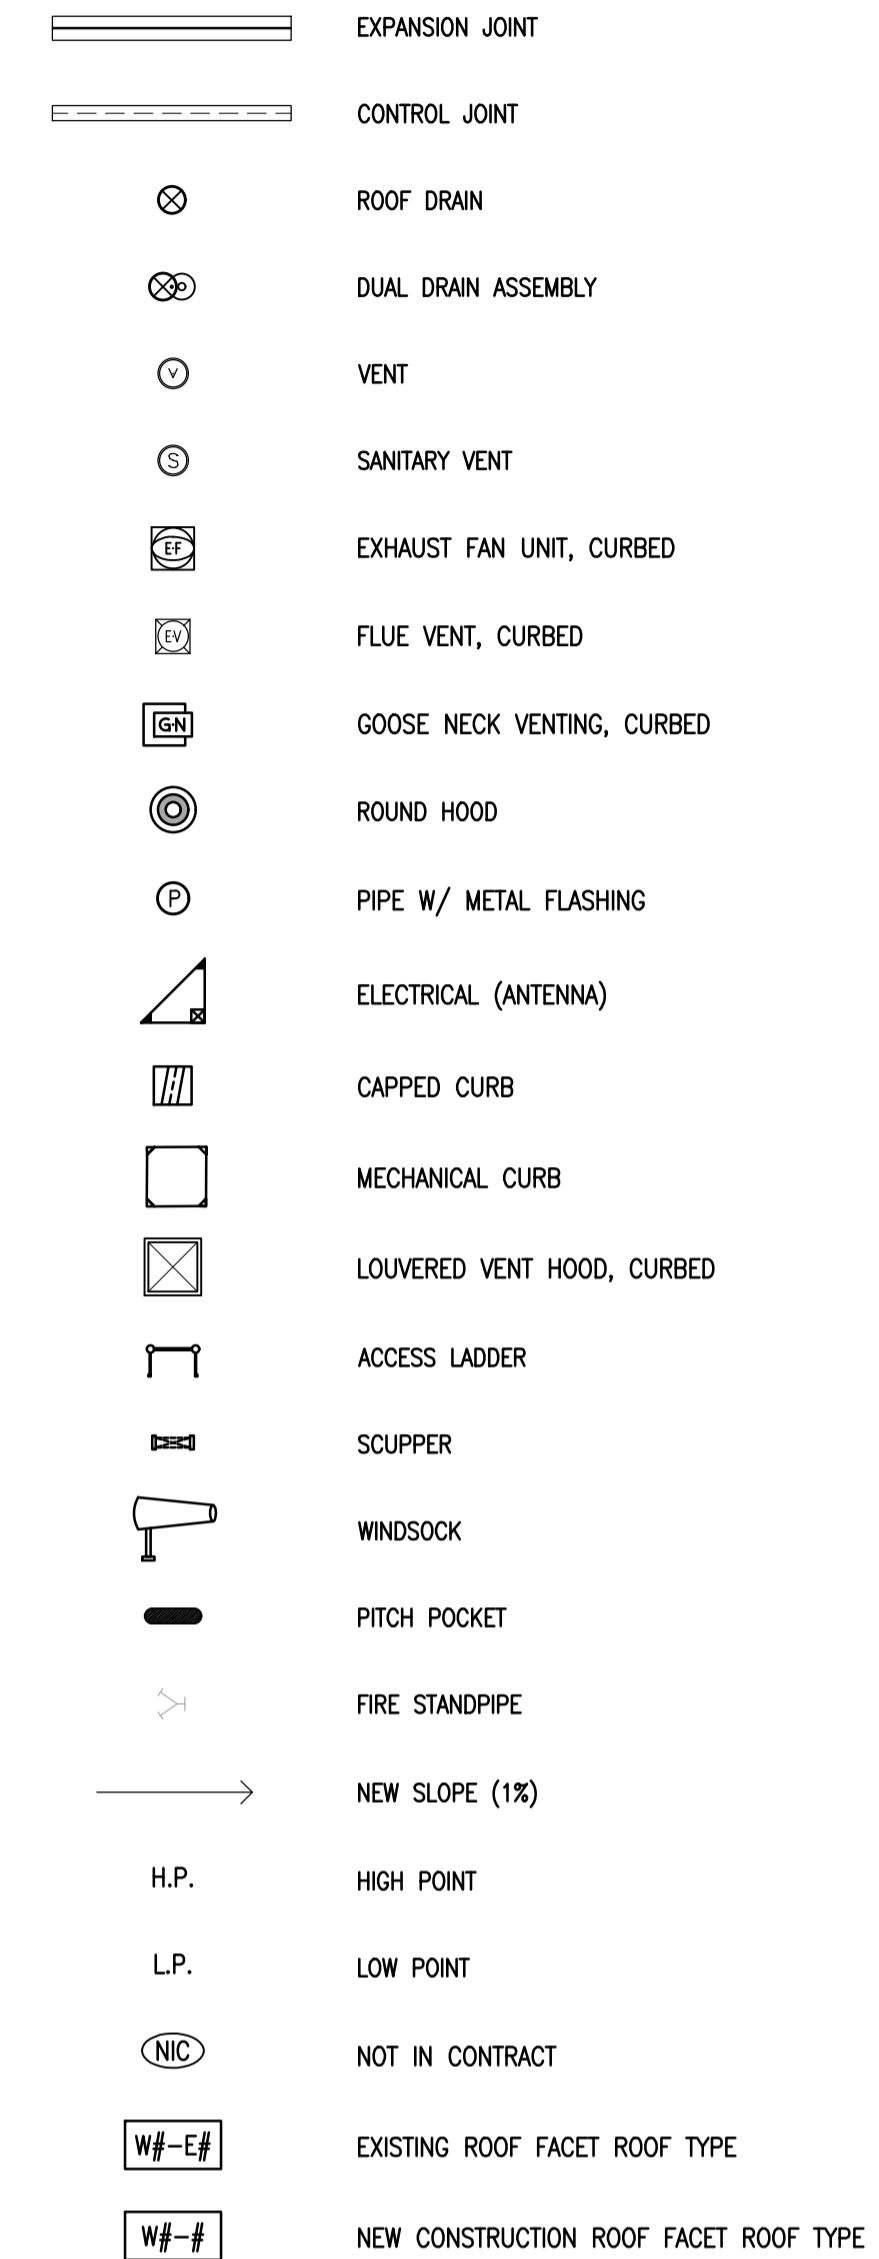 EXPANSION JOINT
CONTROL JOINT
ROOF DRAIN
DUAL DRAIN ASSEMBLY
V VENT
S SANITARY VENT
E·F EXHAUST FAN UNIT, CURBED
E·V FLUE VENT, CURBED
G·N GOOSE NECK VENTING, CURBED
ROUND HOOD
P PIPE W/ METAL FLASHING
ELECTRICAL (ANTENNA)
CAPPED CURB
MECHANICAL CURB
LOUVERED VENT HOOD, CURBED
ACCESS LADDER
SCUPPER
WINDSOCK
PITCH POCKET
FIRE STANDPIPE
NEW SLOPE (1%)
H.P. HIGH POINT
L.P. LOW POINT
NIC NOT IN CONTRACT
W#-E# EXISTING ROOF FACET ROOF TYPE
W#-# NEW CONSTRUCTION ROOF FACET ROOF TYPE